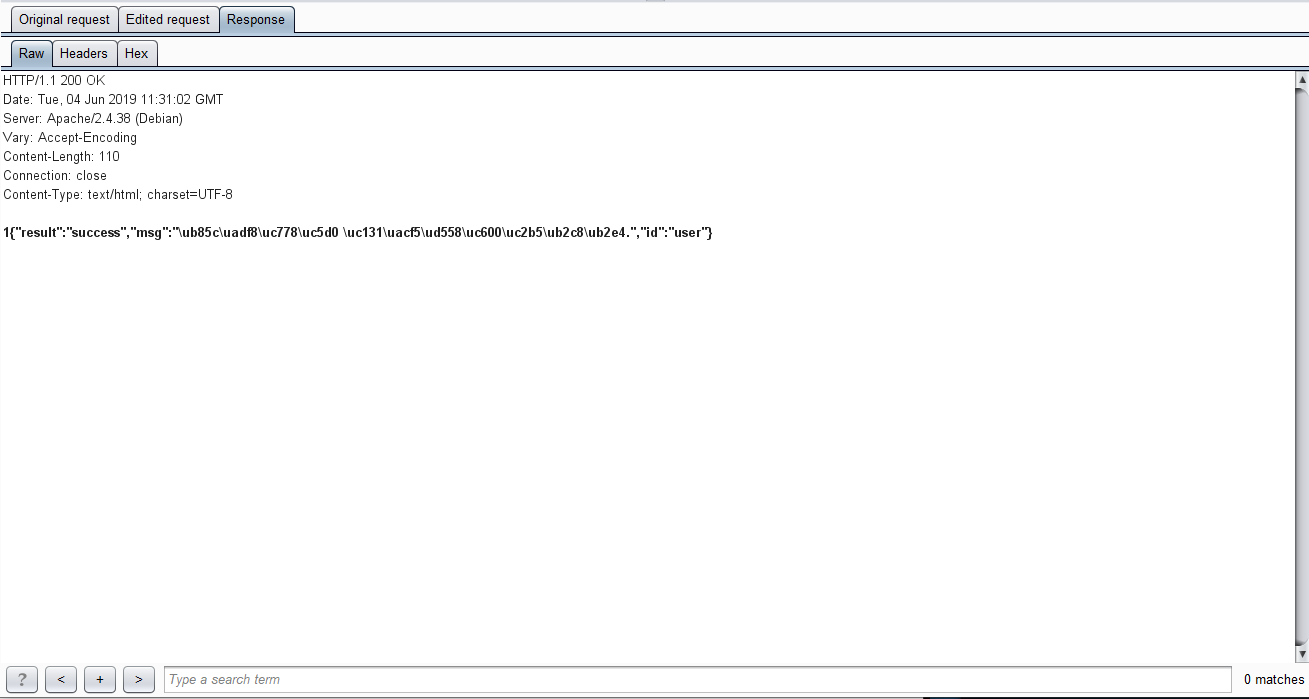 Original request Edited request Response
Raw Headers Hex
HTTP/1.1 200 OK
Date: Tue, 04 Jun 2019 11:31:02 GMT
Server: Apache/2.4.38 (Debian)
Vary: Accept-Encoding
Content-Length: 110
Connection: close
Content-Type: text/html; charset=UTF-8
1{"result":"success","msg":"\ub85c\uadf8\uc778\uc5d0 \uc131\uacf5\ud558\uc600\uc2b5\ub2c8\ub2e4.","id":"user"}
? < + > Type a search term 0 matches